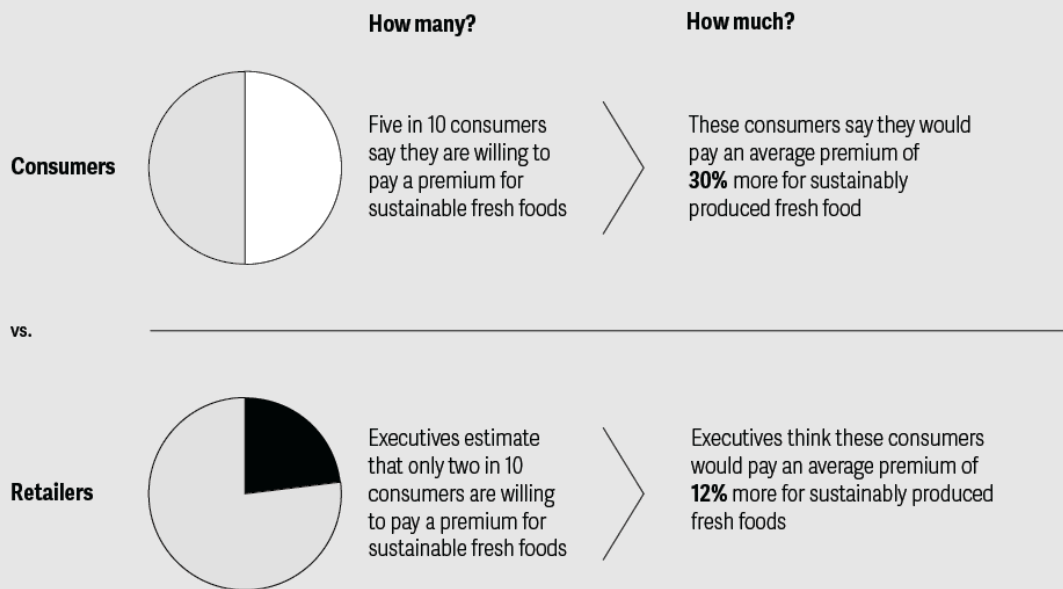 How many?
How much?
Consumers
Five in 10 consumers
say they are willing to
pay a premium for
sustainable fresh foods
These consumers say they would
pay an average premium of
30% more for sustainably
produced fresh food
vs.
Retailers
Executives estimate
that only two in 10
consumers are willing
to pay a premium for
sustainable fresh foods
Executives think these consumers
would pay an average premium of
12% more for sustainably produced
fresh foods